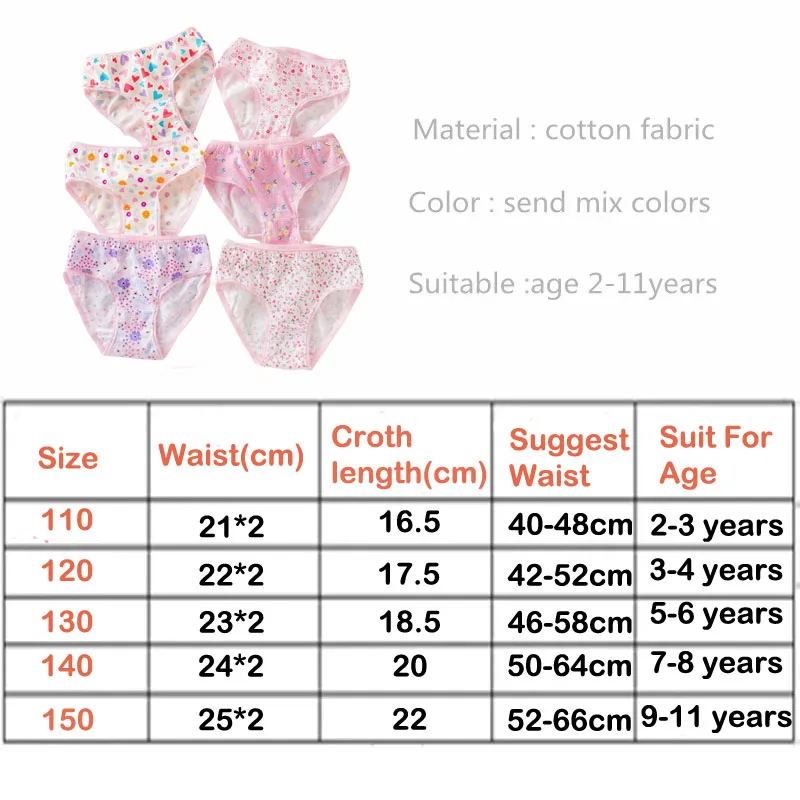 Material : cotton fabric
Color : send mix colors
Suitable :age 2-11years
Size Waist(cm) Croth length(cm) Suggest Waist Suit For Age
110 21*2 16.5 40-48cm 2-3 years
120 22*2 17.5 42-52cm 3-4 years
130 23*2 18.5 46-58cm 5-6 years
140 24*2 20 50-64cm 7-8 years
150 25*2 22 52-66cm 9-11 years